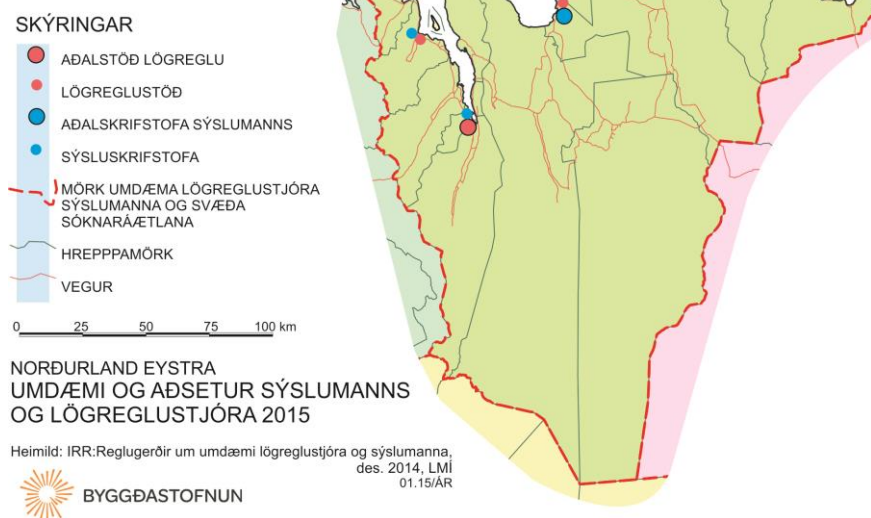 SKÝRINGAR
AÐALSTÖÐ LÖGREGLU
LÖGREGLUSTÖÐ
AÐALSKRIFSTOFA SÝSLUMANNS
SÝSLUSKRIFSTOFA
MÖRK UMDÆMA LÖGREGLUSTJÓRA
SÝSLUMANNA OG SVÆÐA
SÓKNARÁÆTLANA
HREPPPAMÖRK
VEGUR
0 25 50 75 100 km
NORÐURLAND EYSTRA
UMDÆMI OG AÐSETUR SÝSLUMANNS
OG LÖGREGLUSTJÓRA 2015
Heimild: IRR:Reglugerðir um umdæmi lögreglustjóra og sýslumanna,
des. 2014, LMÍ
01.15/ÁR
BYGGÐASTOFNUN